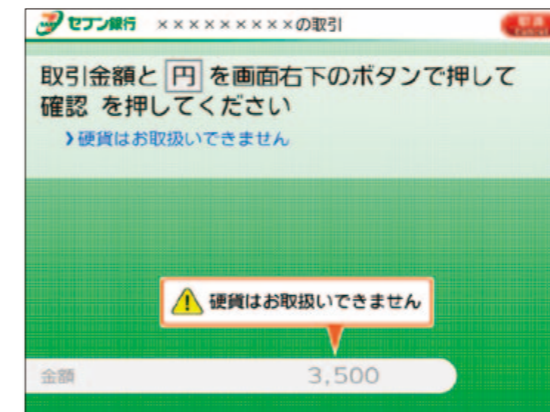 セブン銀行 ×××××××××の取引
取消
Cancel
取引金額と 円 を画面右下のボタンで押して
確認 を押してください
硬貨はお取扱いできません
硬貨はお取扱いできません
金額 3,500